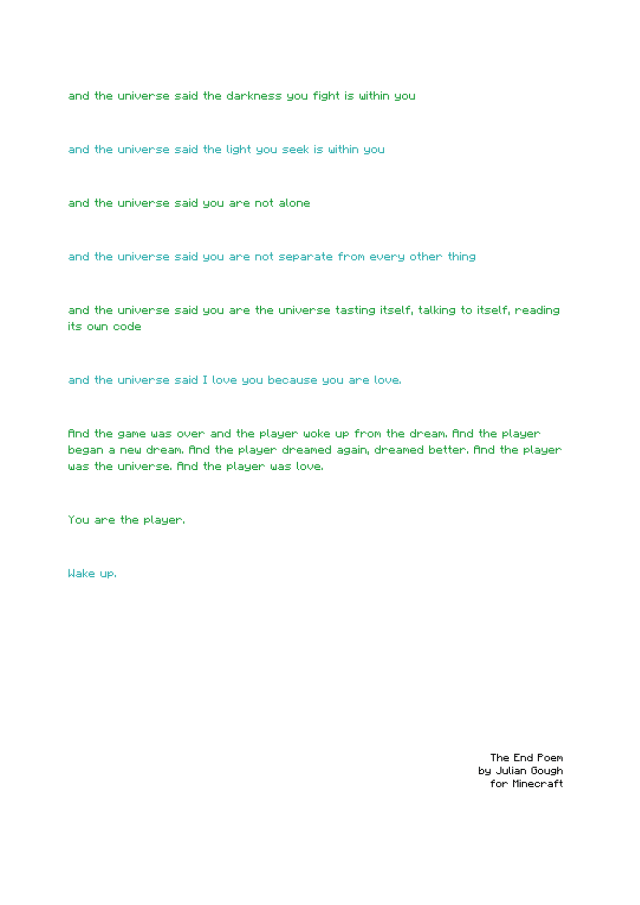 and the universe said the darkness you fight is within you
and the universe said the light you seek is within you
and the universe said you are not alone
and the universe said you are not separate from every other thing
and the universe said you are the universe tasting itself, talking to itself, reading
its own code
and the universe said I love you because you are love.
And the game was over and the player woke up from the dream. And the player
began a new dream. And the player dreamed again, dreamed better. And the player
was the universe. And the player was love.
You are the player.
Wake up.
The End Poem
by Julian Gough
for Minecraft